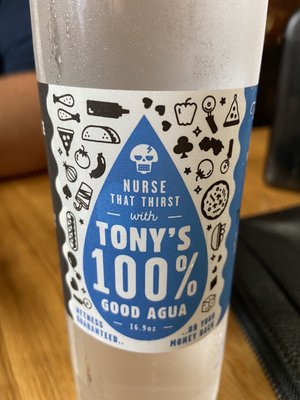 NURSE
THAT THIRST
with
TONY'S
100%
GOOD AGUA
16.9oz
WETNESS
GUARANTEED..
..OR YOUR
MONEY BACK